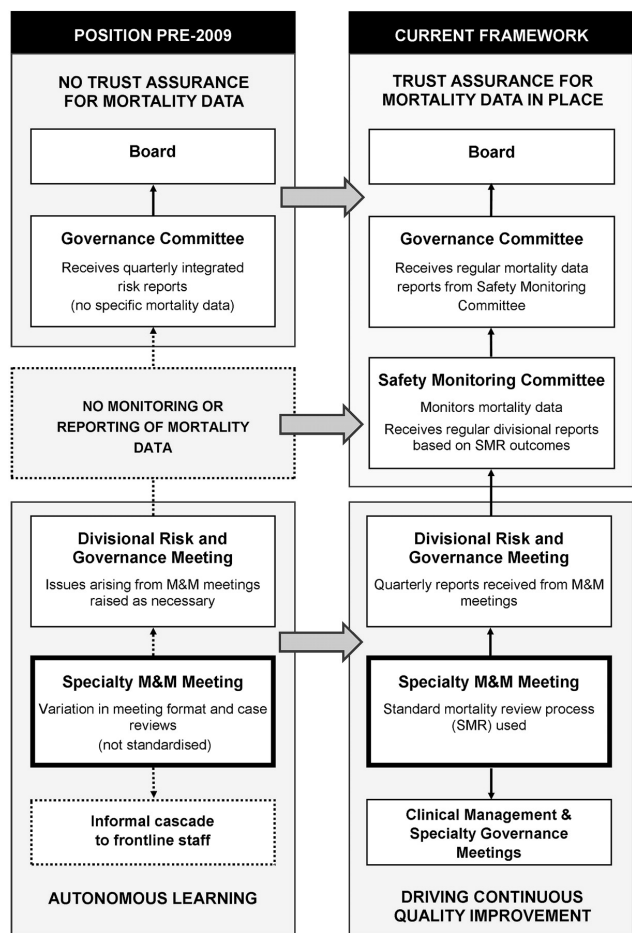 POSITION PRE-2009
NO TRUST ASSURANCE
FOR MORTALITY DATA
Board
Governance Committee
Receives quarterly integrated
risk reports
(no specific mortality data)
NO MONITORING OR
REPORTING OF MORTALITY
DATA
Divisional Risk and
Governance Meeting
Issues arising from M&M meetings
raised as necessary
Specialty M&M Meeting
Variation in meeting format and case
reviews
(not standardised)
Informal cascade
to frontline staff
AUTONOMOUS LEARNING
CURRENT FRAMEWORK
TRUST ASSURANCE FOR
MORTALITY DATA IN PLACE
Board
Governance Committee
Receives regular mortality data
reports from Safety Monitoring
Committee
Safety Monitoring Committee
Monitors mortality data
Receives regular divisional reports
based on SMR outcomes
Divisional Risk and
Governance Meeting
Quarterly reports received from M&M
meetings
Specialty M&M Meeting
Standard mortality review process
(SMR) used
Clinical Management &
Specialty Governance
Meetings
DRIVING CONTINUOUS
QUALITY IMPROVEMENT